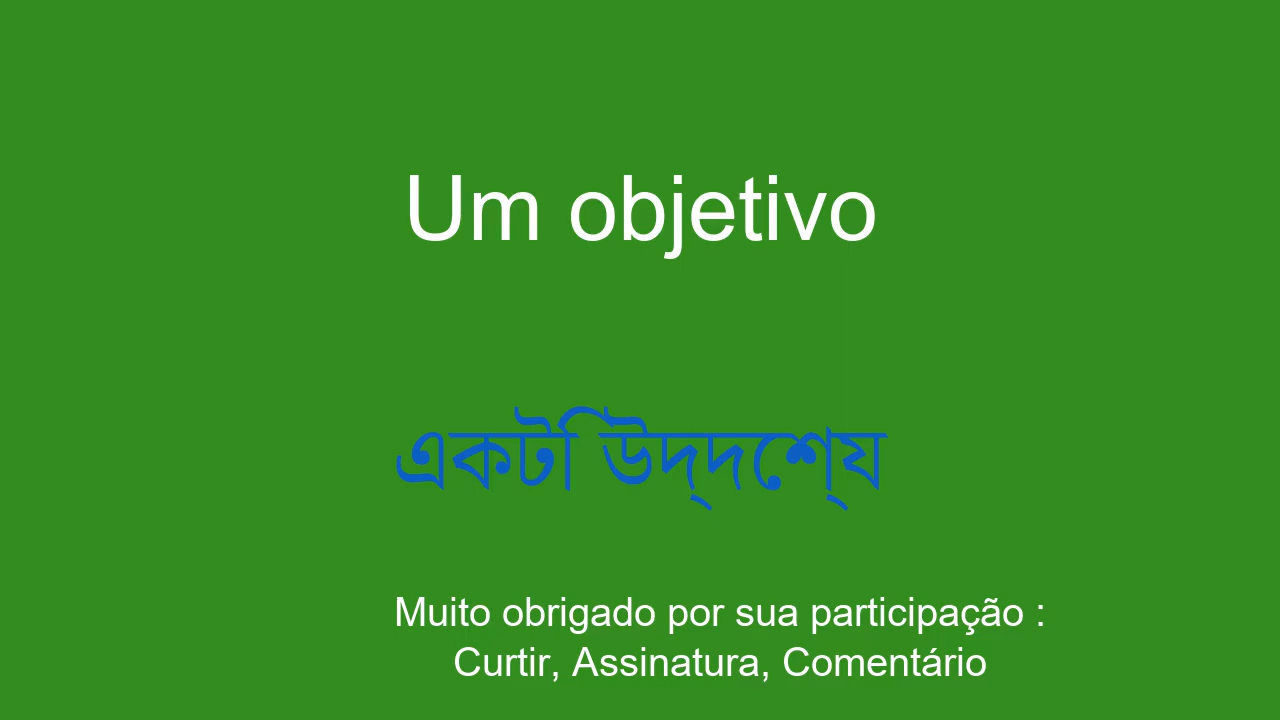 Um objetivo
একটি উদ্দেশ্য
Muito obrigado por sua participação :
Curtir, Assinatura, Comentário